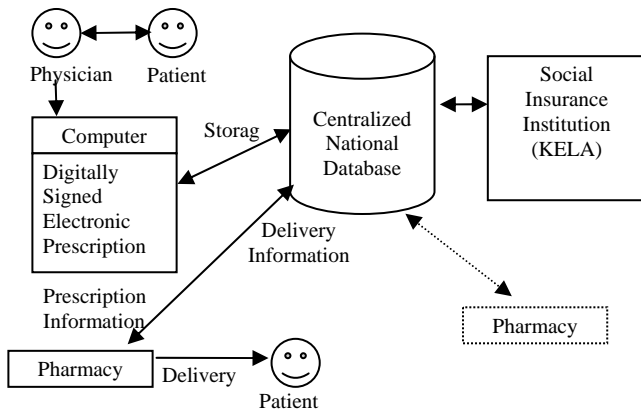 Physician
Patient
Computer
Digitally
Signed
Electronic
Prescription
Storag
Centralized
National
Database
Social
Insurance
Institution
(KELA)
Delivery
Information
Prescription
Information
Pharmacy
Pharmacy
Delivery
Patient